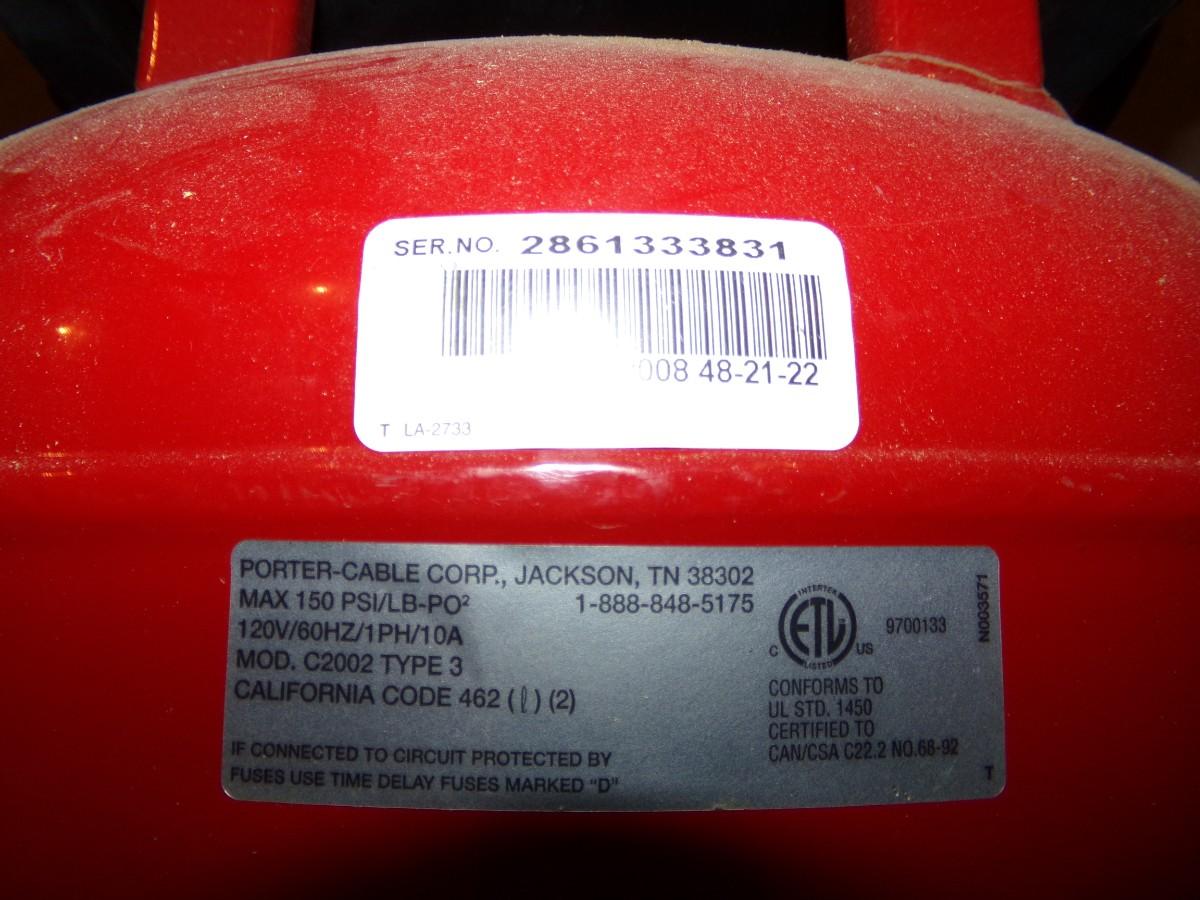 SER.NO. 2861333831
008 48-21-22
T LA-2733
PORTER-CABLE CORP., JACKSON, TN 38302
MAX 150 PSI/LB-PO² 1-888-848-5175
120V/60HZ/1PH/10A
MOD. C2002 TYPE 3
CALIFORNIA CODE 462 (ℓ) (2)
IF CONNECTED TO CIRCUIT PROTECTED BY
FUSES USE TIME DELAY FUSES MARKED “D”
INTERTEK
ETL
LISTED
C US
9700133
CONFORMS TO
UL STD. 1450
CERTIFIED TO
CAN/CSA C22.2 NO.68-92
N003571
T